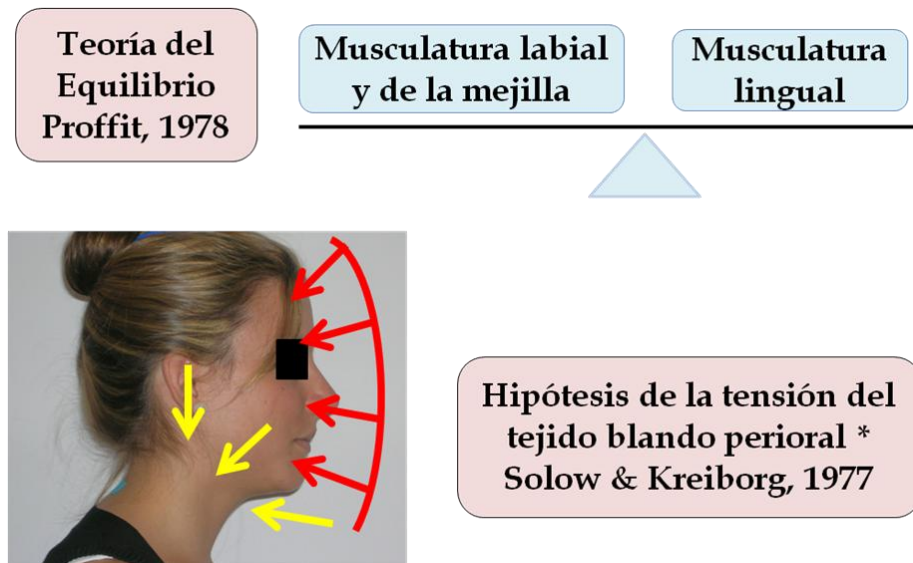 Teoría del
Equilibrio
Proffit, 1978
Musculatura labial
y de la mejilla
Musculatura
lingual
Hipótesis de la tensión del
tejido blando perioral *
Solow & Kreiborg, 1977